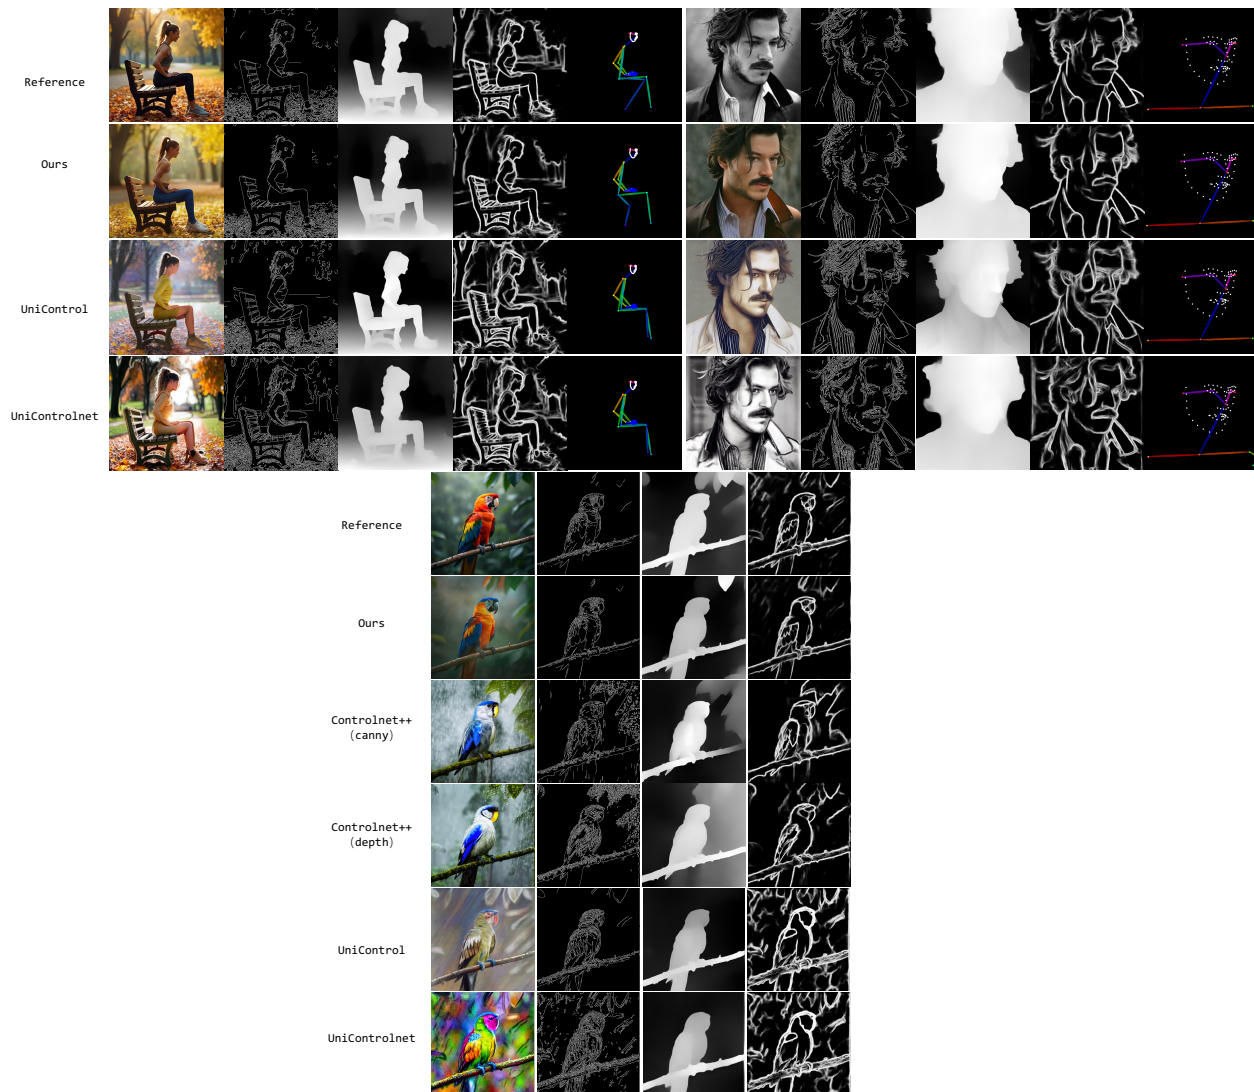 Reference
Ours
UniControl
UniControlnet
Reference
Ours
Controlnet++
(canny)
Controlnet++
(depth)
UniControl
UniControlnet